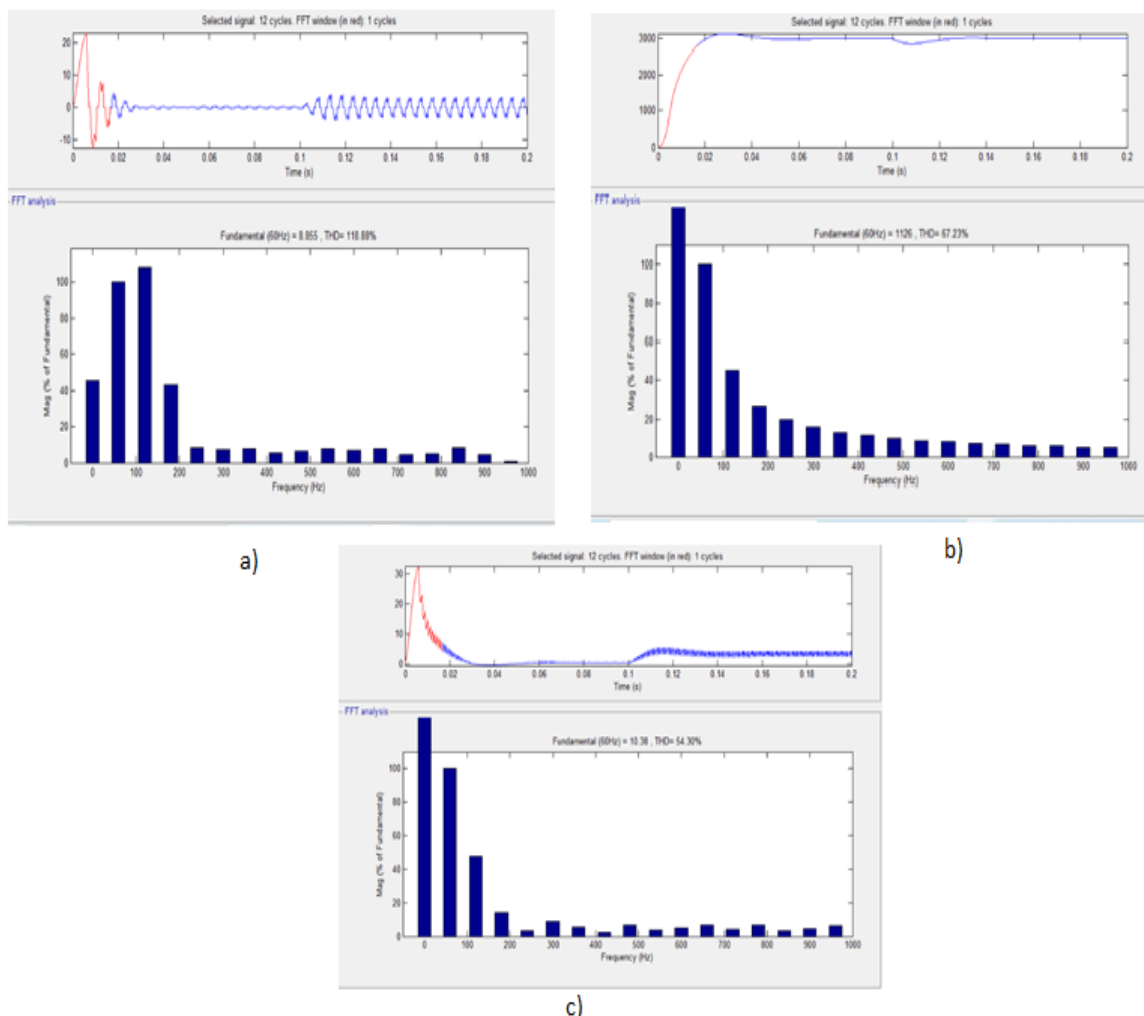 Selected signal: 12 cycles. FFT window (in red): 1 cycles
20
10
0
-10
0 0.02 0.04 0.06 0.08 0.1 0.12 0.14 0.16 0.18 0.2
Time (s)
FFT analysis
Fundamental (60Hz) = 8.855 , THD= 118.88%
Mag (% of Fundamental)
100
80
60
40
20
0
0 100 200 300 400 500 600 700 800 900 1000
Frequency (Hz)
a)
Selected signal: 12 cycles. FFT window (in red): 1 cycles
3000
2000
1000
0
0 0.02 0.04 0.06 0.08 0.1 0.12 0.14 0.16 0.18 0.2
Time (s)
FFT analysis
Fundamental (60Hz) = 1126 , THD= 67.23%
Mag (% of Fundamental)
100
80
60
40
20
0
0 100 200 300 400 500 600 700 800 900 1000
Frequency (Hz)
b)
Selected signal: 12 cycles. FFT window (in red): 1 cycles
30
20
10
0
0 0.02 0.04 0.06 0.08 0.1 0.12 0.14 0.16 0.18 0.2
Time (s)
FFT analysis
Fundamental (60Hz) = 10.38 , THD= 54.30%
Mag (% of Fundamental)
100
80
60
40
20
0
0 100 200 300 400 500 600 700 800 900 1000
Frequency (Hz)
c)